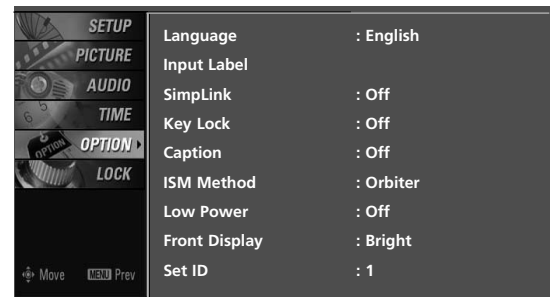 SETUP
PICTURE
AUDIO
TIME
OPTION
LOCK
Move MENU Prev
Language : English
Input Label
SimpLink : Off
Key Lock : Off
Caption : Off
ISM Method : Orbiter
Low Power : Off
Front Display : Bright
Set ID : 1